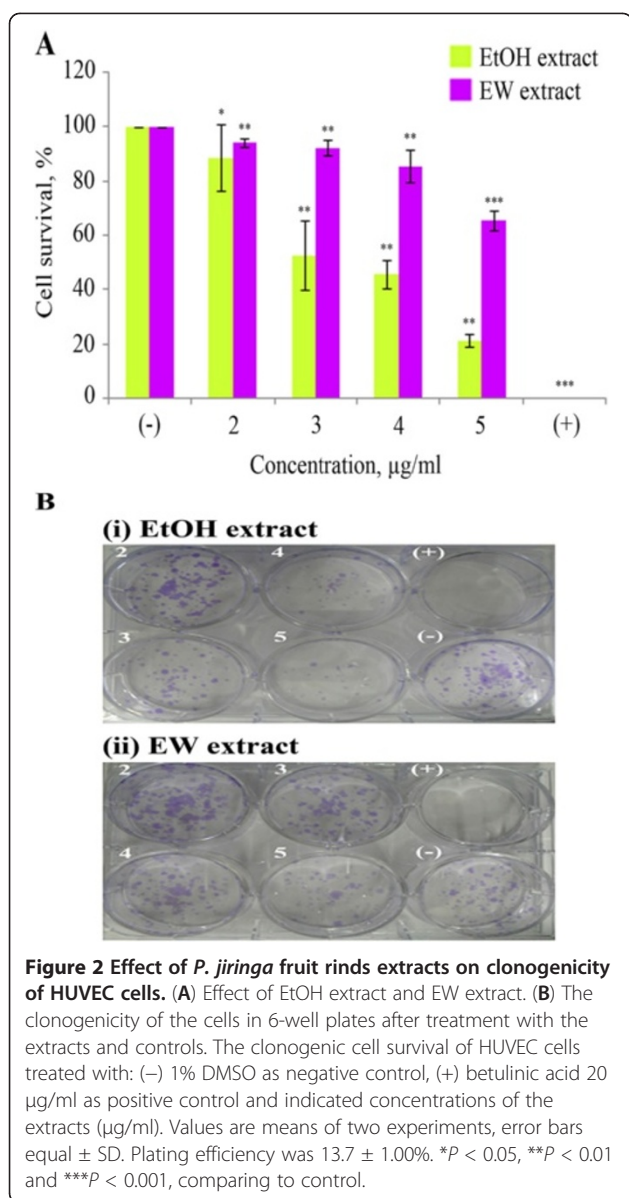 A
EtOH extract
EW extract
120
100
80
60
40
20
0
Cell survival, %
*
**
**
**
**
**
**
***
***
(-)
2
3
4
5
(+)
Concentration, µg/ml
B
(i) EtOH extract
2
4
(+)
3
5
(-)
(ii) EW extract
2
3
(+)
4
5
(-)
Figure 2 Effect of P. jiringa fruit rinds extracts on clonogenicity
of HUVEC cells. (A) Effect of EtOH extract and EW extract. (B) The
clonogenicity of the cells in 6-well plates after treatment with the
extracts and controls. The clonogenic cell survival of HUVEC cells
treated with: (−) 1% DMSO as negative control, (+) betulinic acid 20
μg/ml as positive control and indicated concentrations of the
extracts (μg/ml). Values are means of two experiments, error bars
equal ± SD. Plating efficiency was 13.7 ± 1.00%. *P < 0.05, **P < 0.01
and ***P < 0.001, comparing to control.